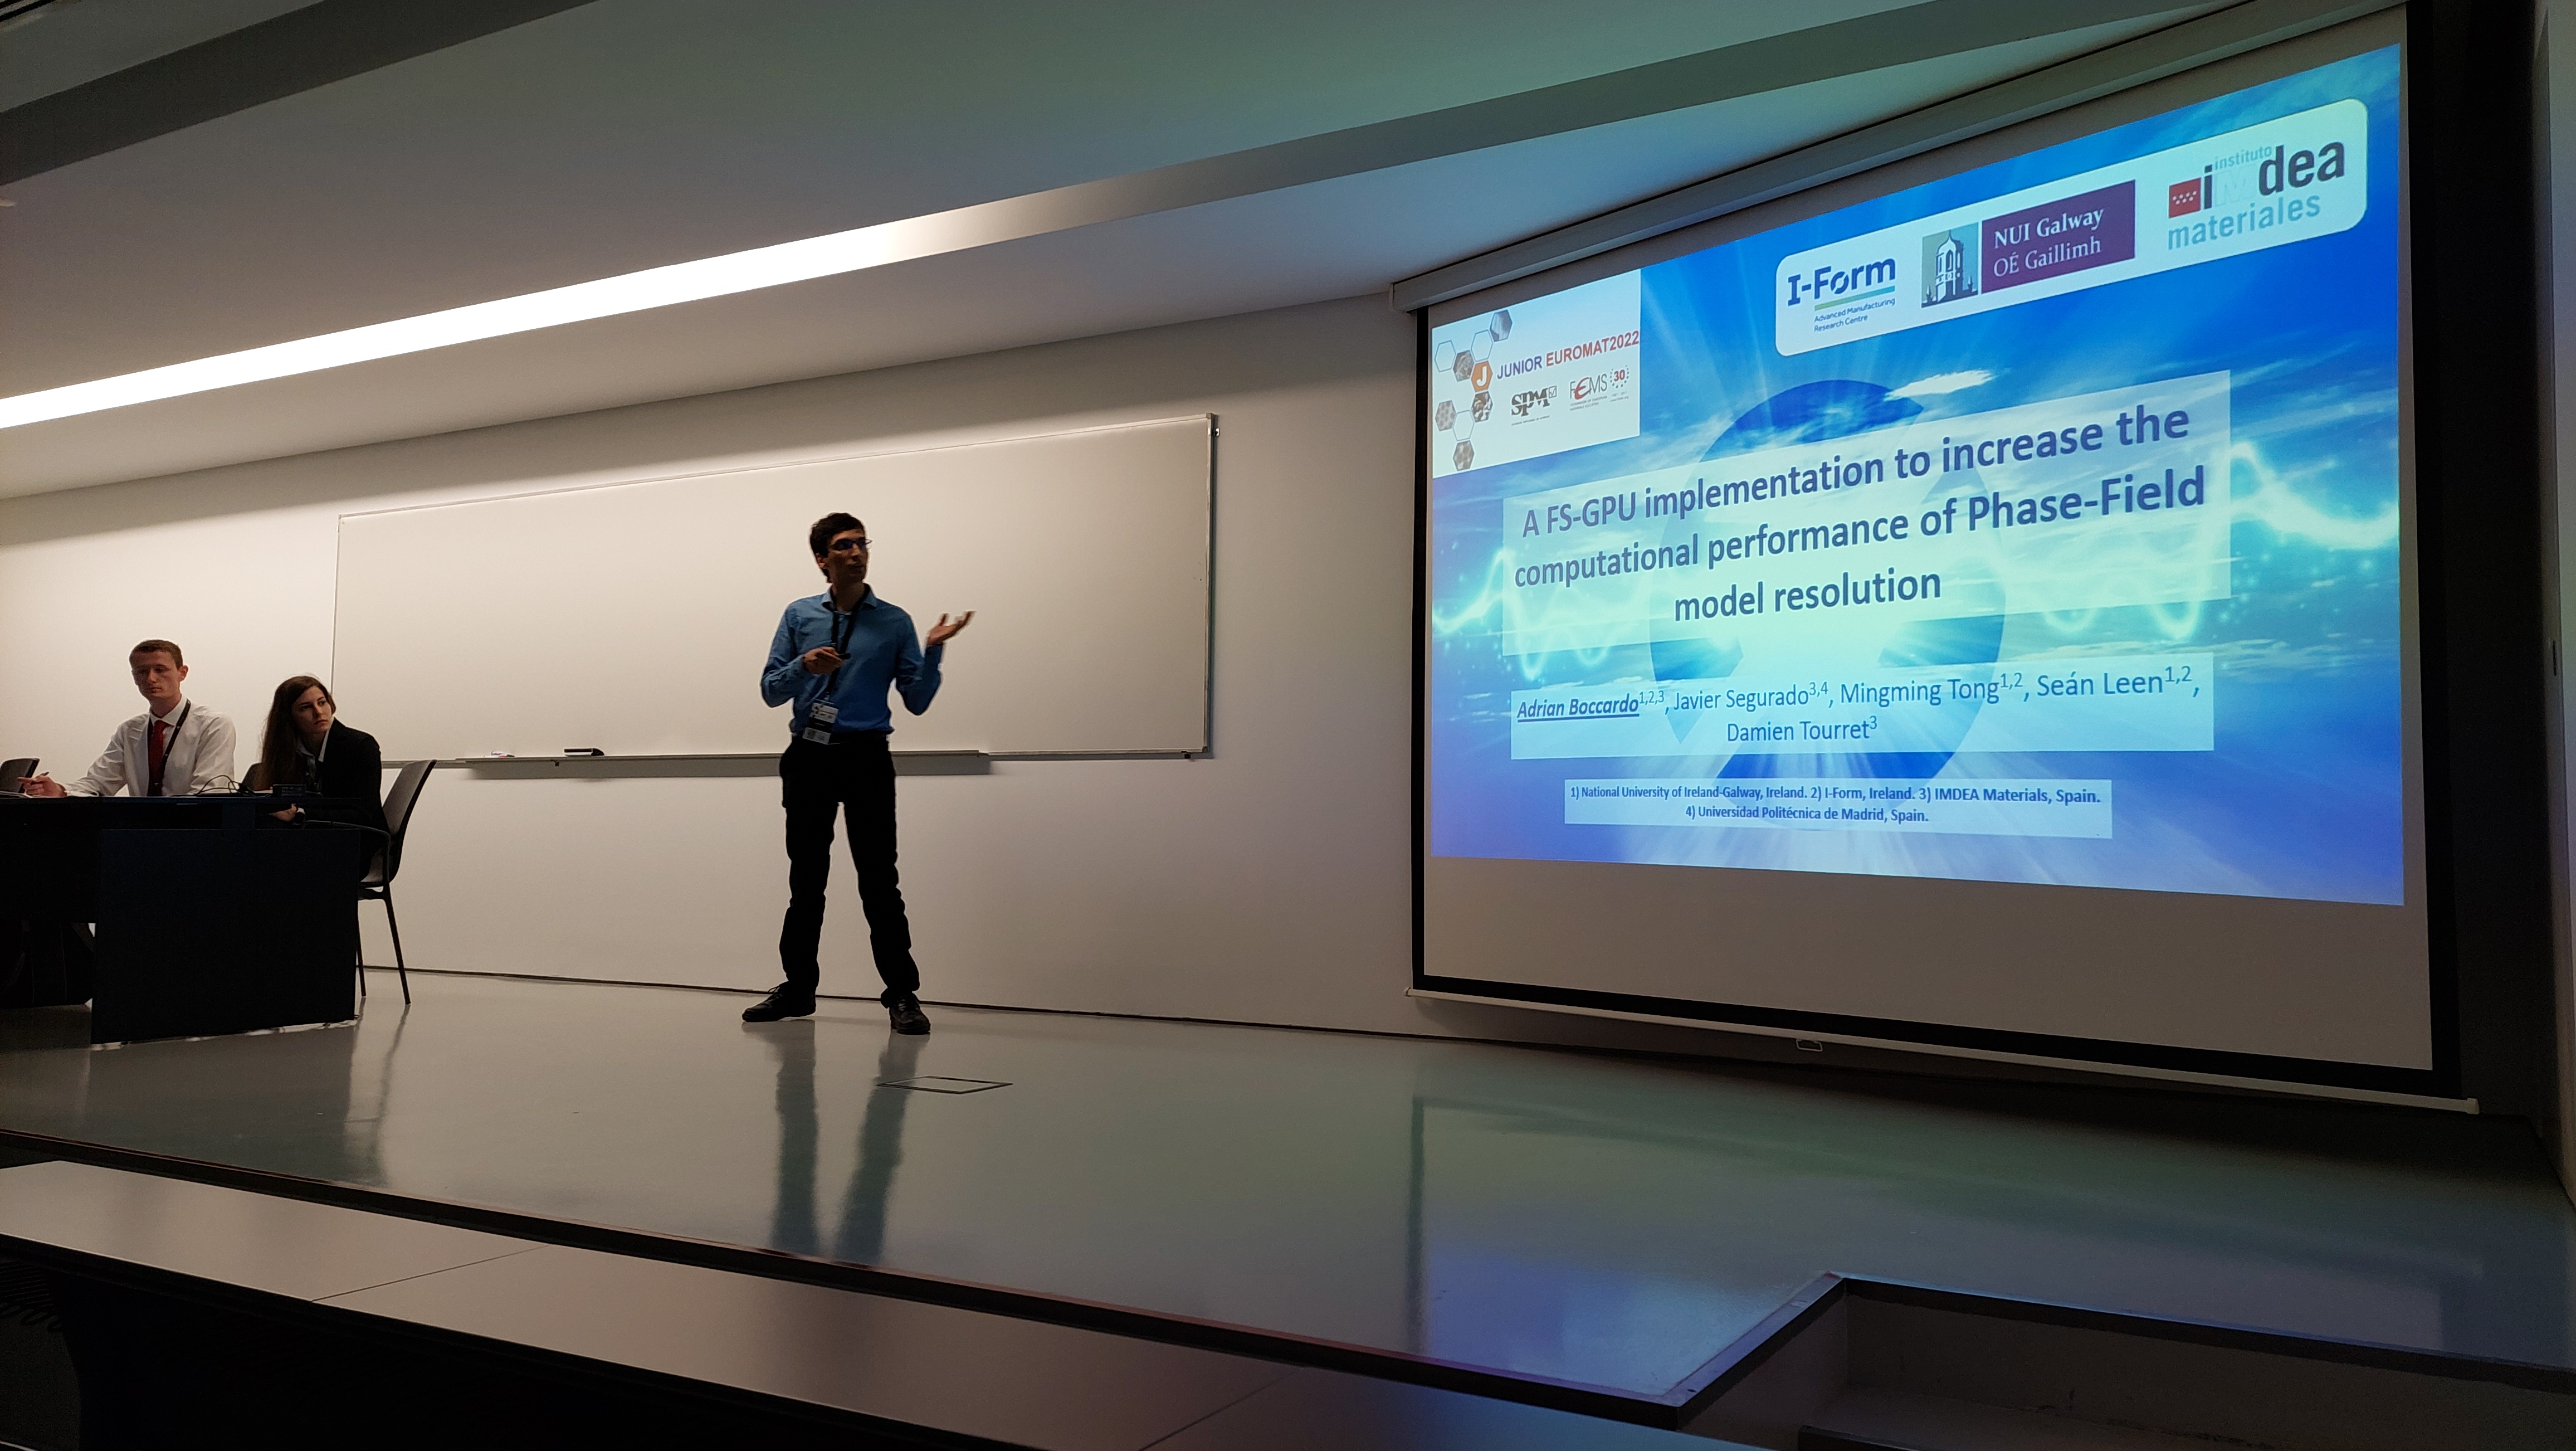 instituto
imdea
materiales
NUI Galway
OÉ Gaillimh
I-Form
Advanced Manufacturing
Research Centre
JUNIOR EUROMAT2022
SPM
FEMS 30
A FS-GPU implementation to increase the
computational performance of Phase-Field
model resolution
Adrian Boccardo1,2,3, Javier Segurado3,4, Mingming Tong1,2, Seán Leen1,2,
Damien Tourret3
1) National University of Ireland-Galway, Ireland. 2) I-Form, Ireland. 3) IMDEA Materials, Spain.
4) Universidad Politécnica de Madrid, Spain.